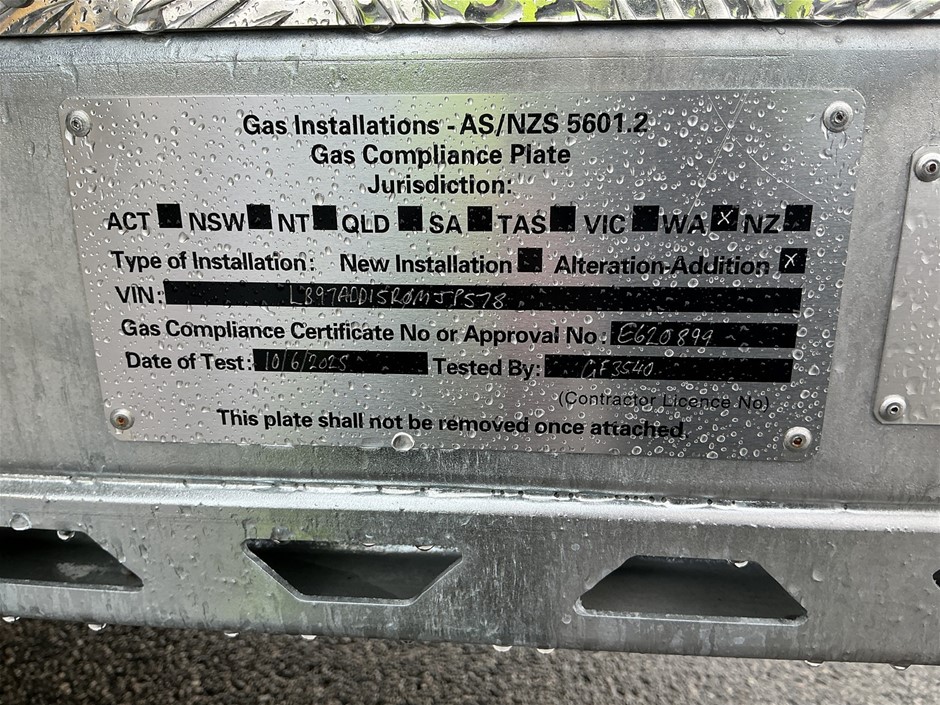 Gas Installations - AS/NZS 5601.2
Gas Compliance Plate
Jurisdiction:
ACT NSW NT QLD SA TAS VIC WA X NZ
Type of Installation: New Installation Alteration-Addition X
VIN:
Gas Compliance Certificate No or Approval No: E620899
Date of Test: 10/6/2025 Tested By: GF3540
(Contractor Licence No)
This plate shall not be removed once attached.